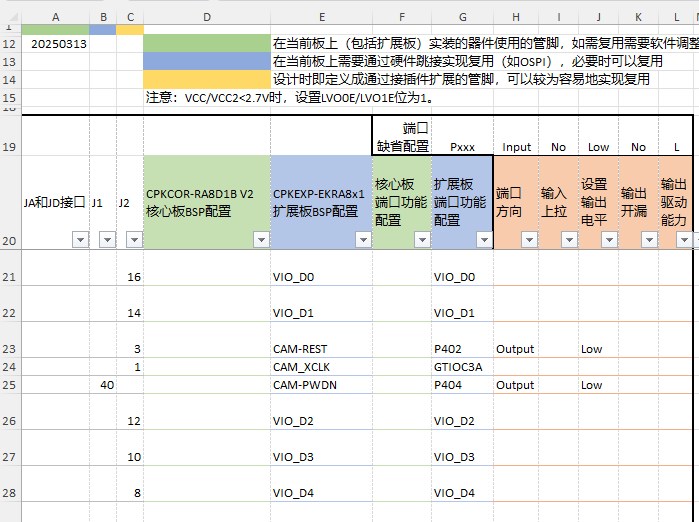 A B C D E F G H I J K L
12 20250313 在当前板上（包括扩展板）实装的器件使用的管脚，如需复用需要软件调整
13 在当前板上需要通过硬件跳接实现复用（如OSPI），必要时可以复用
14 设计时即定义成通过接插件扩展的管脚，可以较为容易地实现复用
15 注意：VCC/VCC2<2.7V时，设置LVO0E/LVO1E位为1。
19 端口 缺省配置 Pxxx Input No Low No L
20 JA和JD接口 J1 J2 CPKCOR-RA8D1B V2 核心板BSP配置 CPKEXP-EKRA8x1 扩展板BSP配置 核心板 端口功能 配置 扩展板 端口功能 配置 端口 方向 输入 上拉 设置 输出 电平 输出 开漏 输出 驱动 能力
21 16 VIO_D0 VIO_D0
22 14 VIO_D1 VIO_D1
23 3 CAM-REST P402 Output Low
24 1 CAM_XCLK GTIOC3A
25 40 CAM-PWDN P404 Output Low
26 12 VIO_D2 VIO_D2
27 10 VIO_D3 VIO_D3
28 8 VIO_D4 VIO_D4